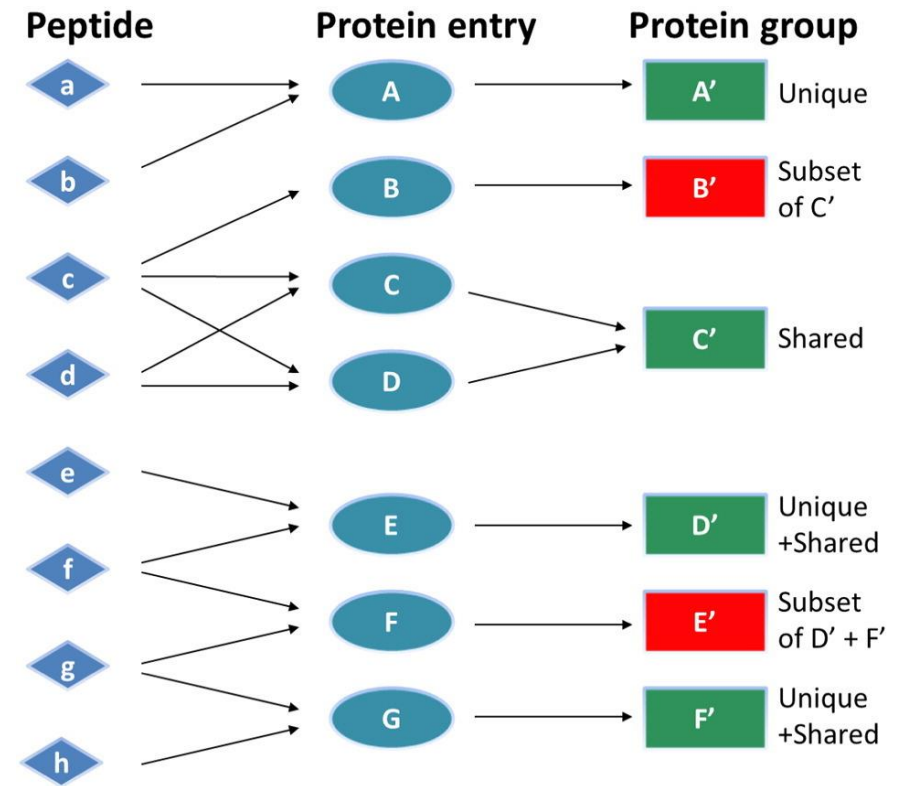 Peptide Protein entry Protein group
a A A’ Unique
b B B’ Subset
of C’
c C
C’ Shared
d D
e
E D’ Unique
+Shared
f
F E’ Subset
of D’ + F’
g
G F’ Unique
+Shared
h